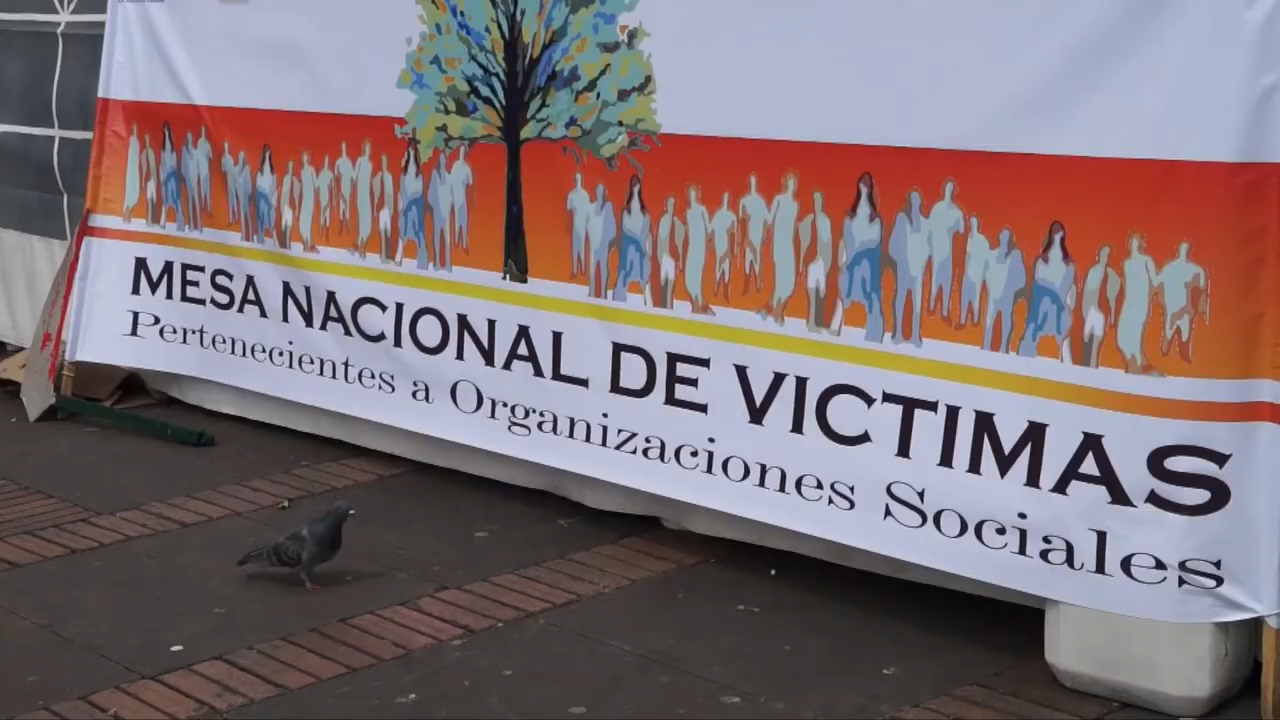 MESA NACIONAL DE VICTIMAS
Pertenecientes a Organizaciones Sociales